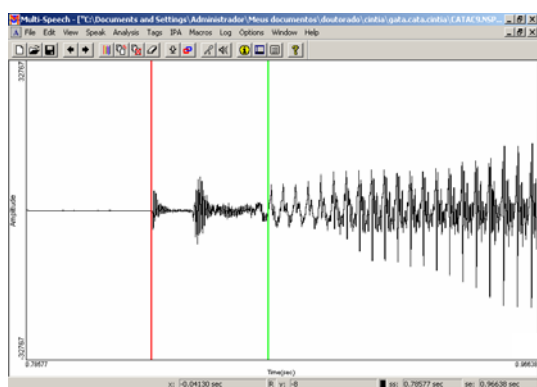 Multi-Speech - ["C:\Documents and Settings\Administrador\Meus documentos\doutorado\cintia\gata.cata.cintia\CATAC9.NSP...
File Edit View Speak Analysis Tags IPA Macros Log Options Window Help
32767
Amplitude
-32767
0.78577
Time(sec)
0.96638
x: -0.04130 sec R y: -8 ss: 0.78577 sec se: 0.96638 sec